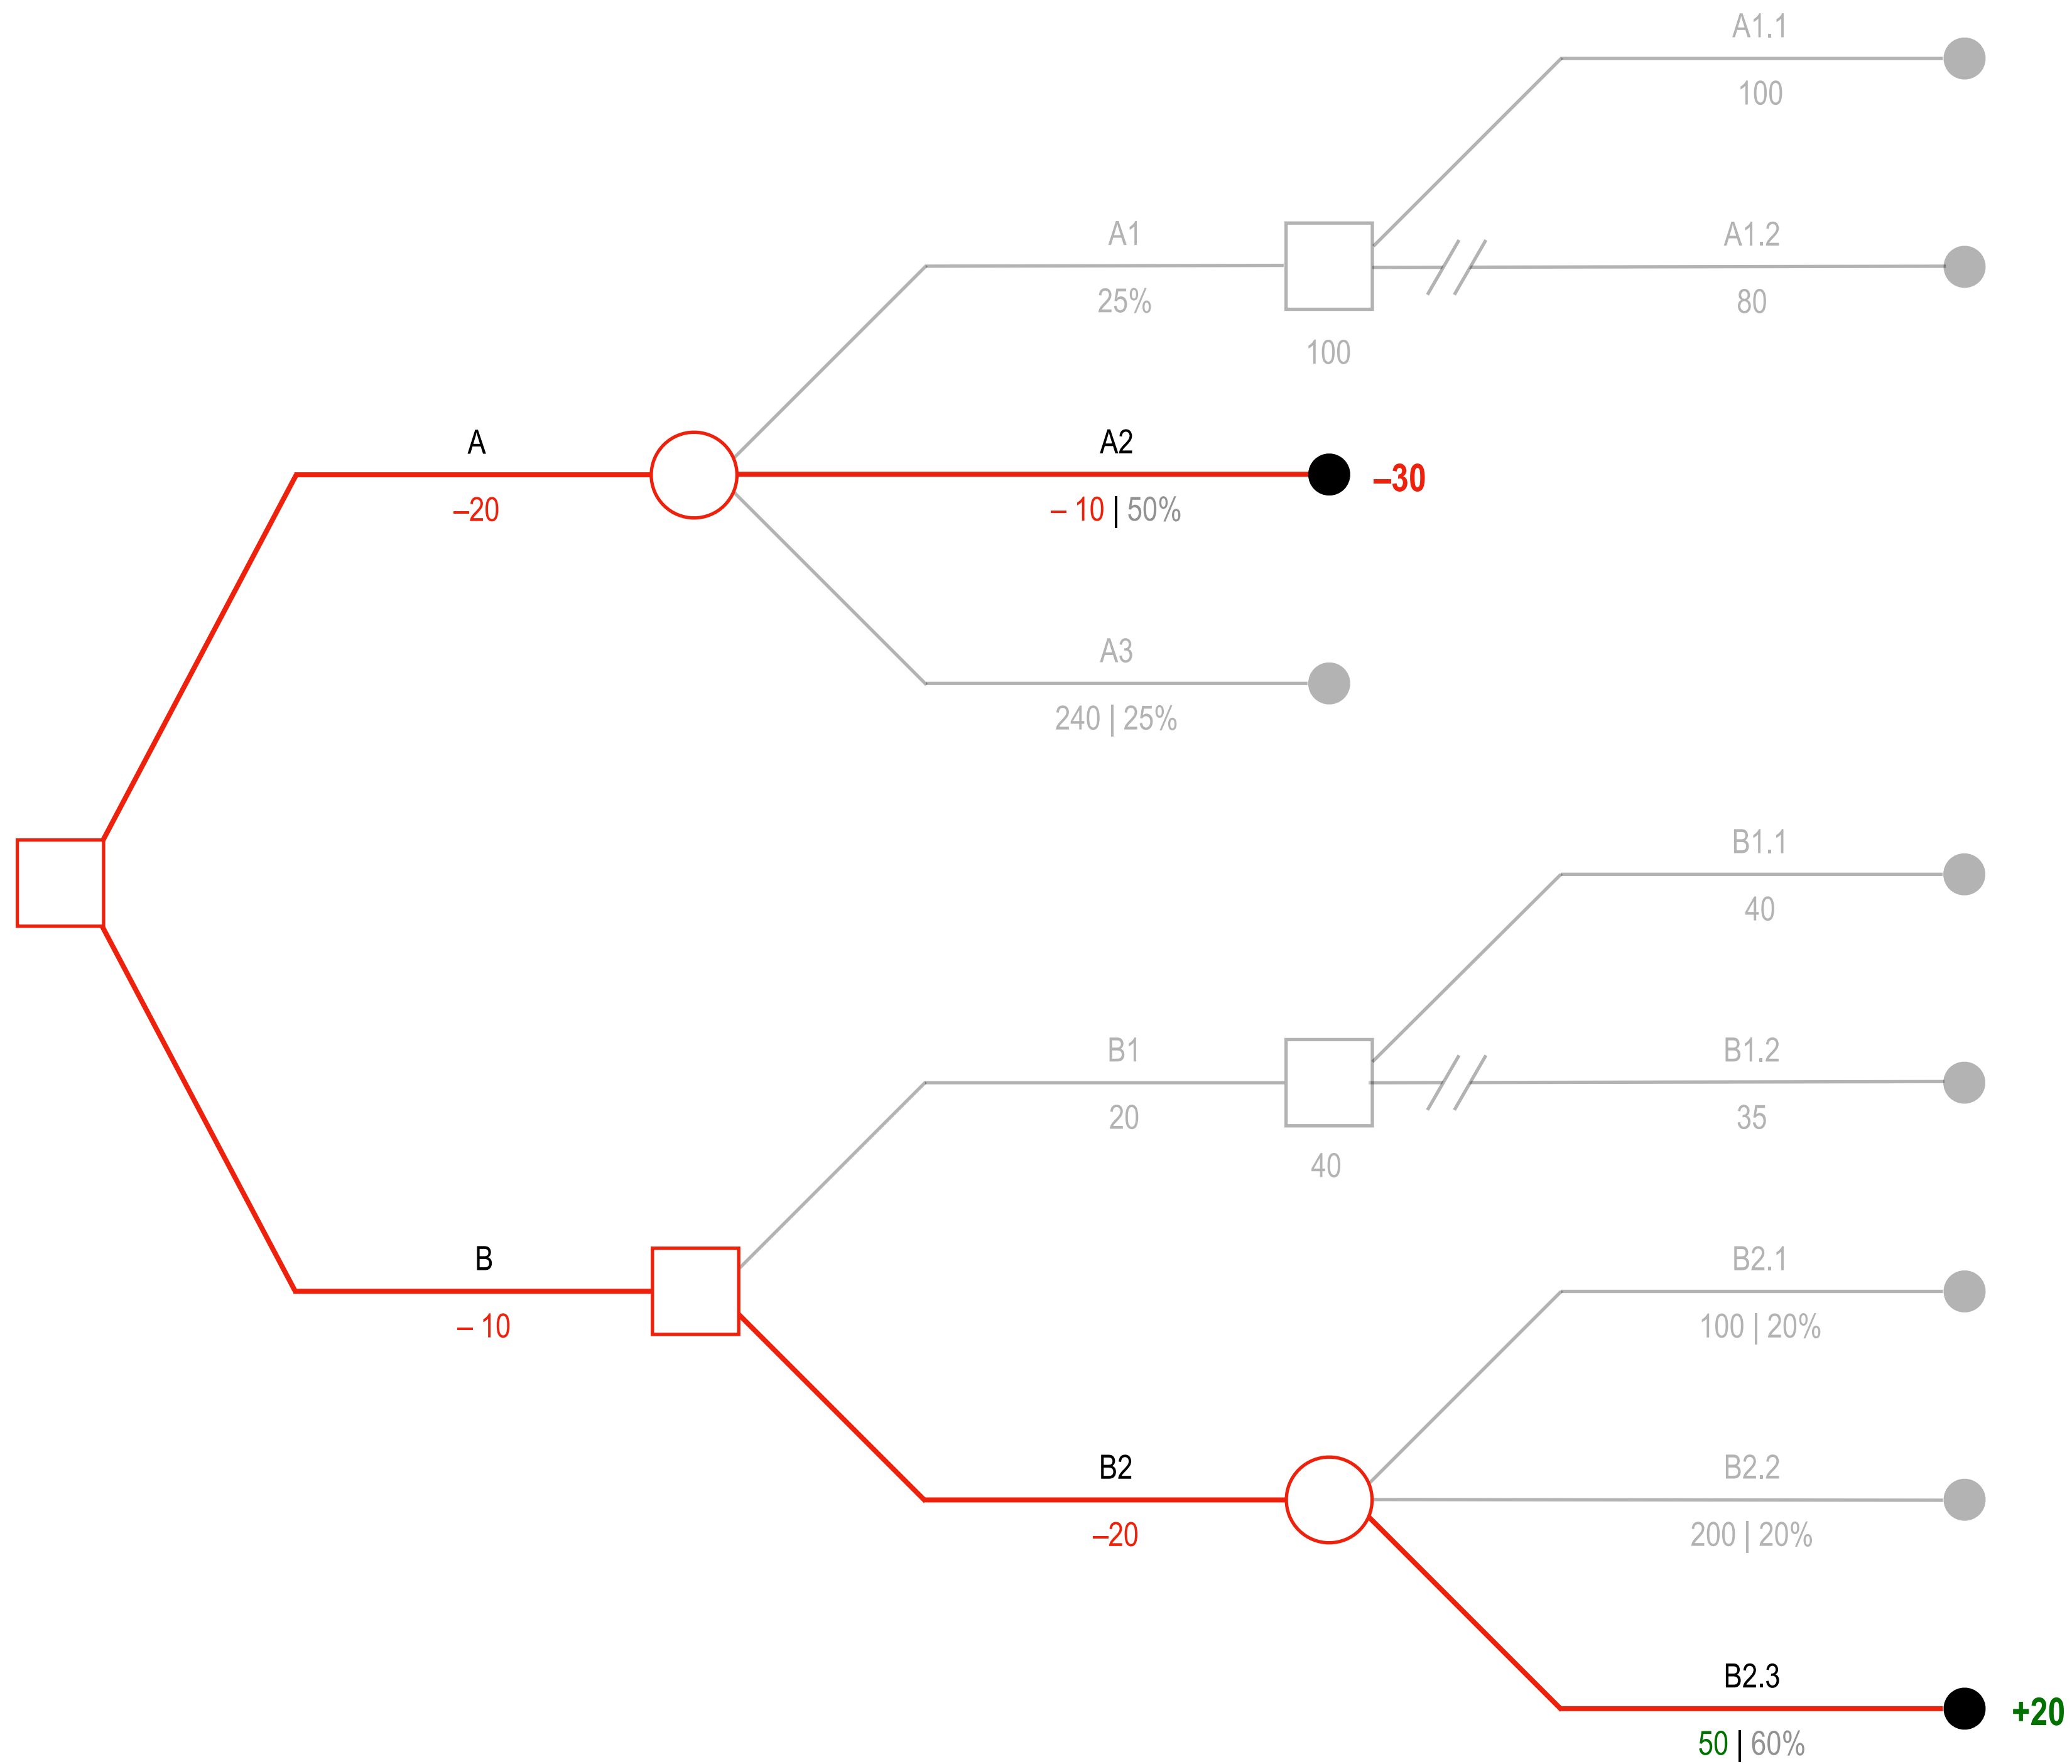 A1.1
100
A1
A1.2
25%
80
100
A
A2
–20
– 10 | 50%
–30
A3
240 | 25%
B1.1
40
B1
B1.2
20
35
40
B
B2.1
– 10
100 | 20%
B2
B2.2
–20
200 | 20%
B2.3
50 | 60%
+20